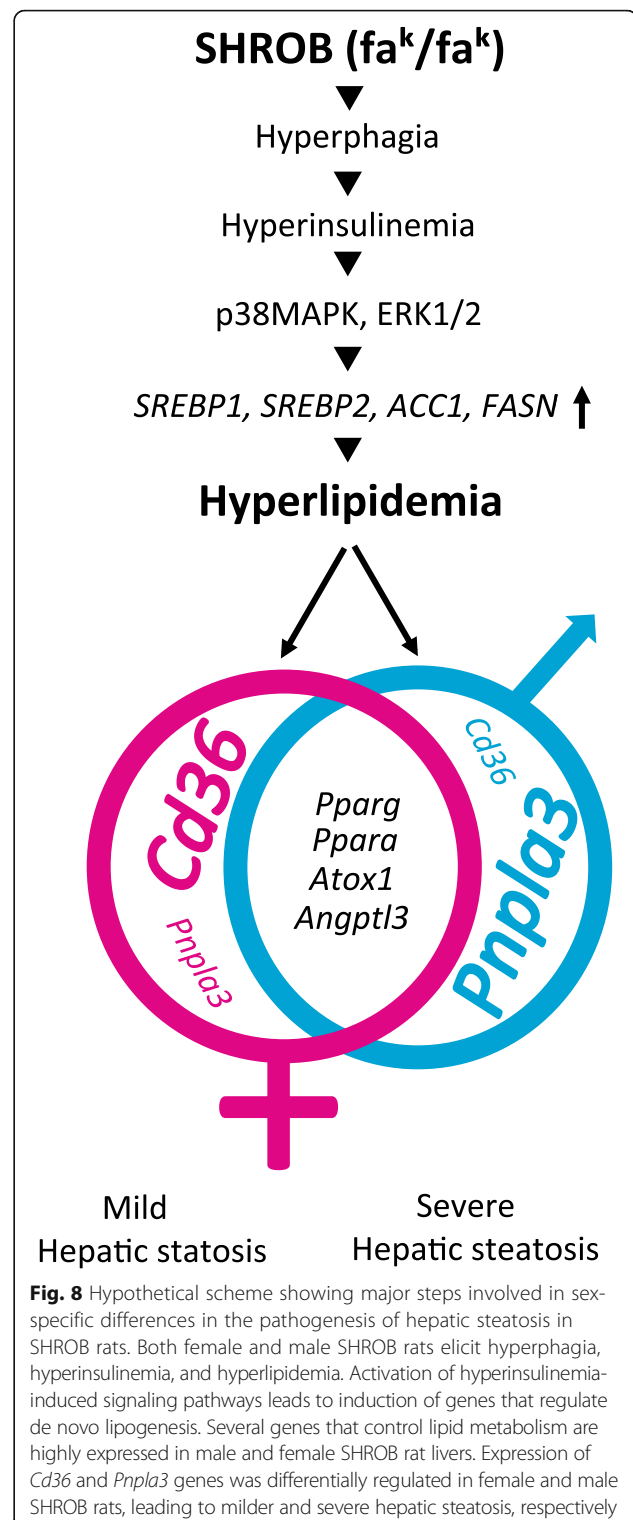 SHROB (faᵏ/faᵏ)
Hyperphagia
Hyperinsulinemia
p38MAPK, ERK1/2
SREBP1, SREBP2, ACC1, FASN
Hyperlipidemia
Cd36
Pnpla3
Pparg
Ppara
Atox1
Angptl3
Cd36
Pnpla3
Mild
Hepatic statosis
Severe
Hepatic steatosis
Fig. 8 Hypothetical scheme showing major steps involved in sex-
specific differences in the pathogenesis of hepatic steatosis in
SHROB rats. Both female and male SHROB rats elicit hyperphagia,
hyperinsulinemia, and hyperlipidemia. Activation of hyperinsulinemia-
induced signaling pathways leads to induction of genes that regulate
de novo lipogenesis. Several genes that control lipid metabolism are
highly expressed in male and female SHROB rat livers. Expression of
Cd36 and Pnpla3 genes was differentially regulated in female and male
SHROB rats, leading to milder and severe hepatic steatosis, respectively